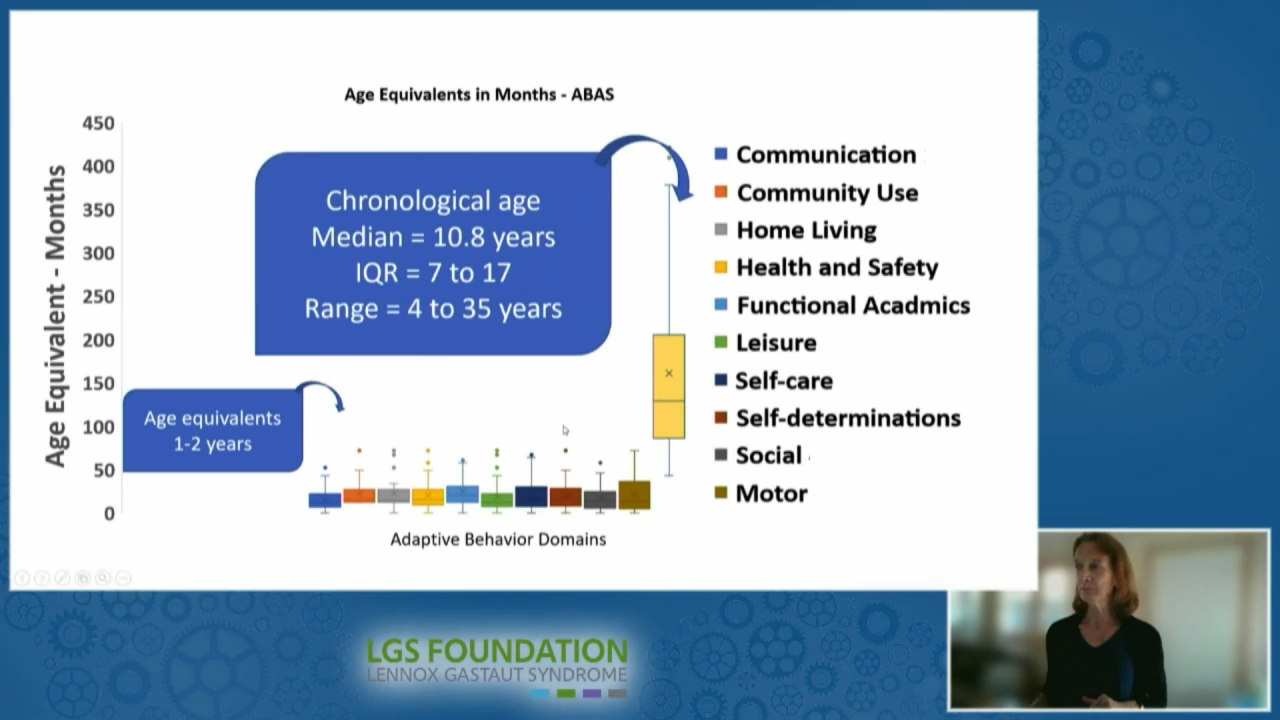 Age Equivalents in Months - ABAS
Age Equivalent - Months
450
400
350
300
250
200
150
100
50
0
Chronological age
Median = 10.8 years
IQR = 7 to 17
Range = 4 to 35 years
Age equivalents
1-2 years
Adaptive Behavior Domains
Communication
Community Use
Home Living
Health and Safety
Functional Acadmics
Leisure
Self-care
Self-determinations
Social
Motor
LGS FOUNDATION
LENNOX GASTAUT SYNDROME